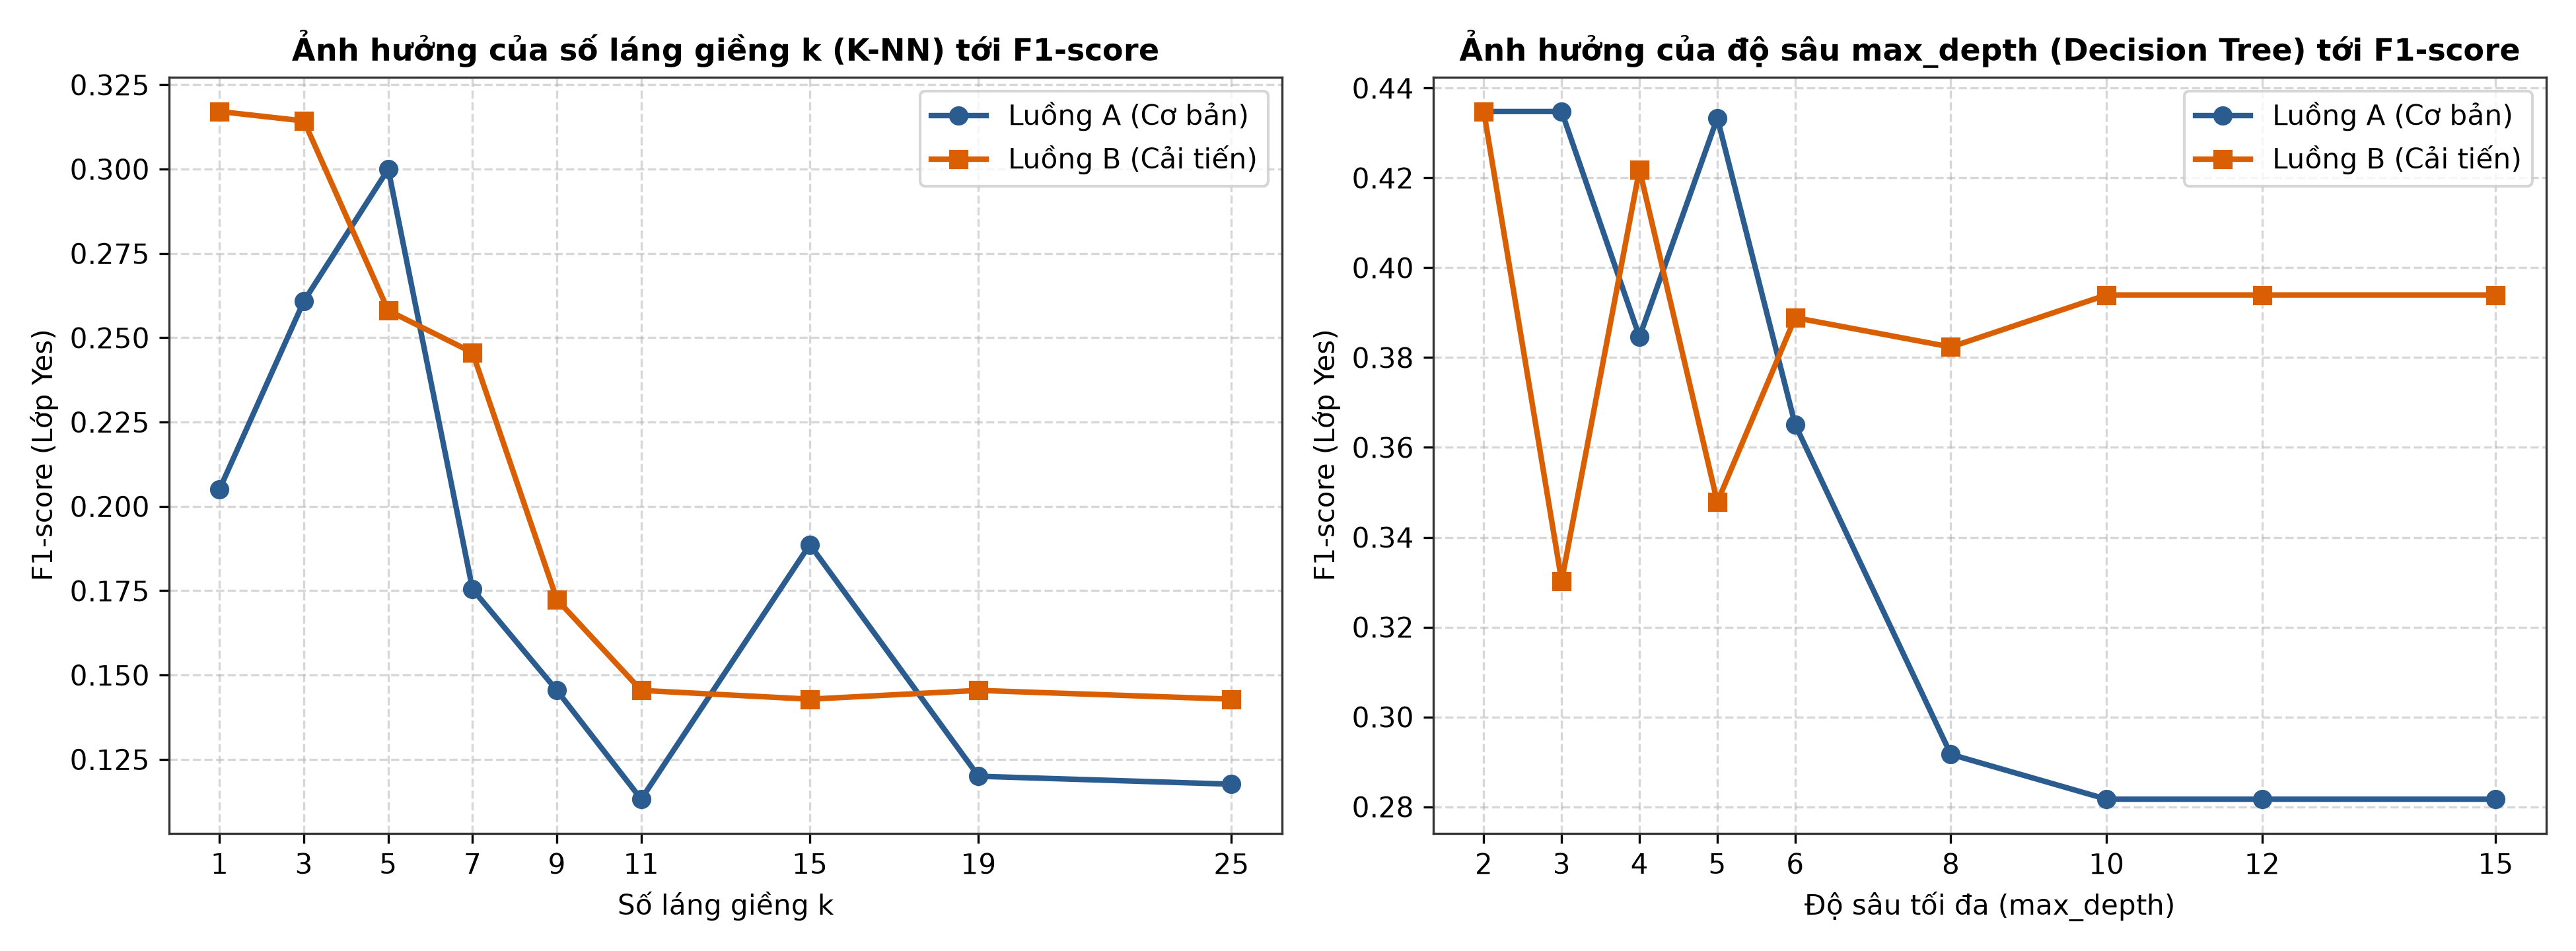 Ảnh hưởng của số láng giềng k (K-NN) tới F1-score
F1-score (Lớp Yes)
0.325
0.300
0.275
0.250
0.225
0.200
0.175
0.150
0.125
Luồng A (Cơ bản)
Luồng B (Cải tiến)
1 3 5 7 9 11 15 19 25
Số láng giềng k
Ảnh hưởng của độ sâu max_depth (Decision Tree) tới F1-score
F1-score (Lớp Yes)
0.44
0.42
0.40
0.38
0.36
0.34
0.32
0.30
0.28
Luồng A (Cơ bản)
Luồng B (Cải tiến)
2 3 4 5 6 8 10 12 15
Độ sâu tối đa (max_depth)